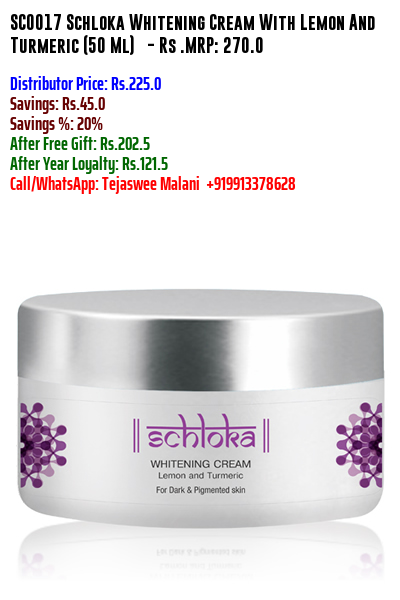 SC0017 Schloka Whitening Cream With Lemon And
Turmeric (50 Ml) - Rs .MRP: 270.0
Distributor Price: Rs.225.0
Savings: Rs.45.0
Savings %: 20%
After Free Gift: Rs.202.5
After Year Loyalty: Rs.121.5
Call/WhatsApp: Tejaswee Malani +919913378628
|| schloka ||
WHITENING CREAM
Lemon and Turmeric
For Dark & Pigmented skin